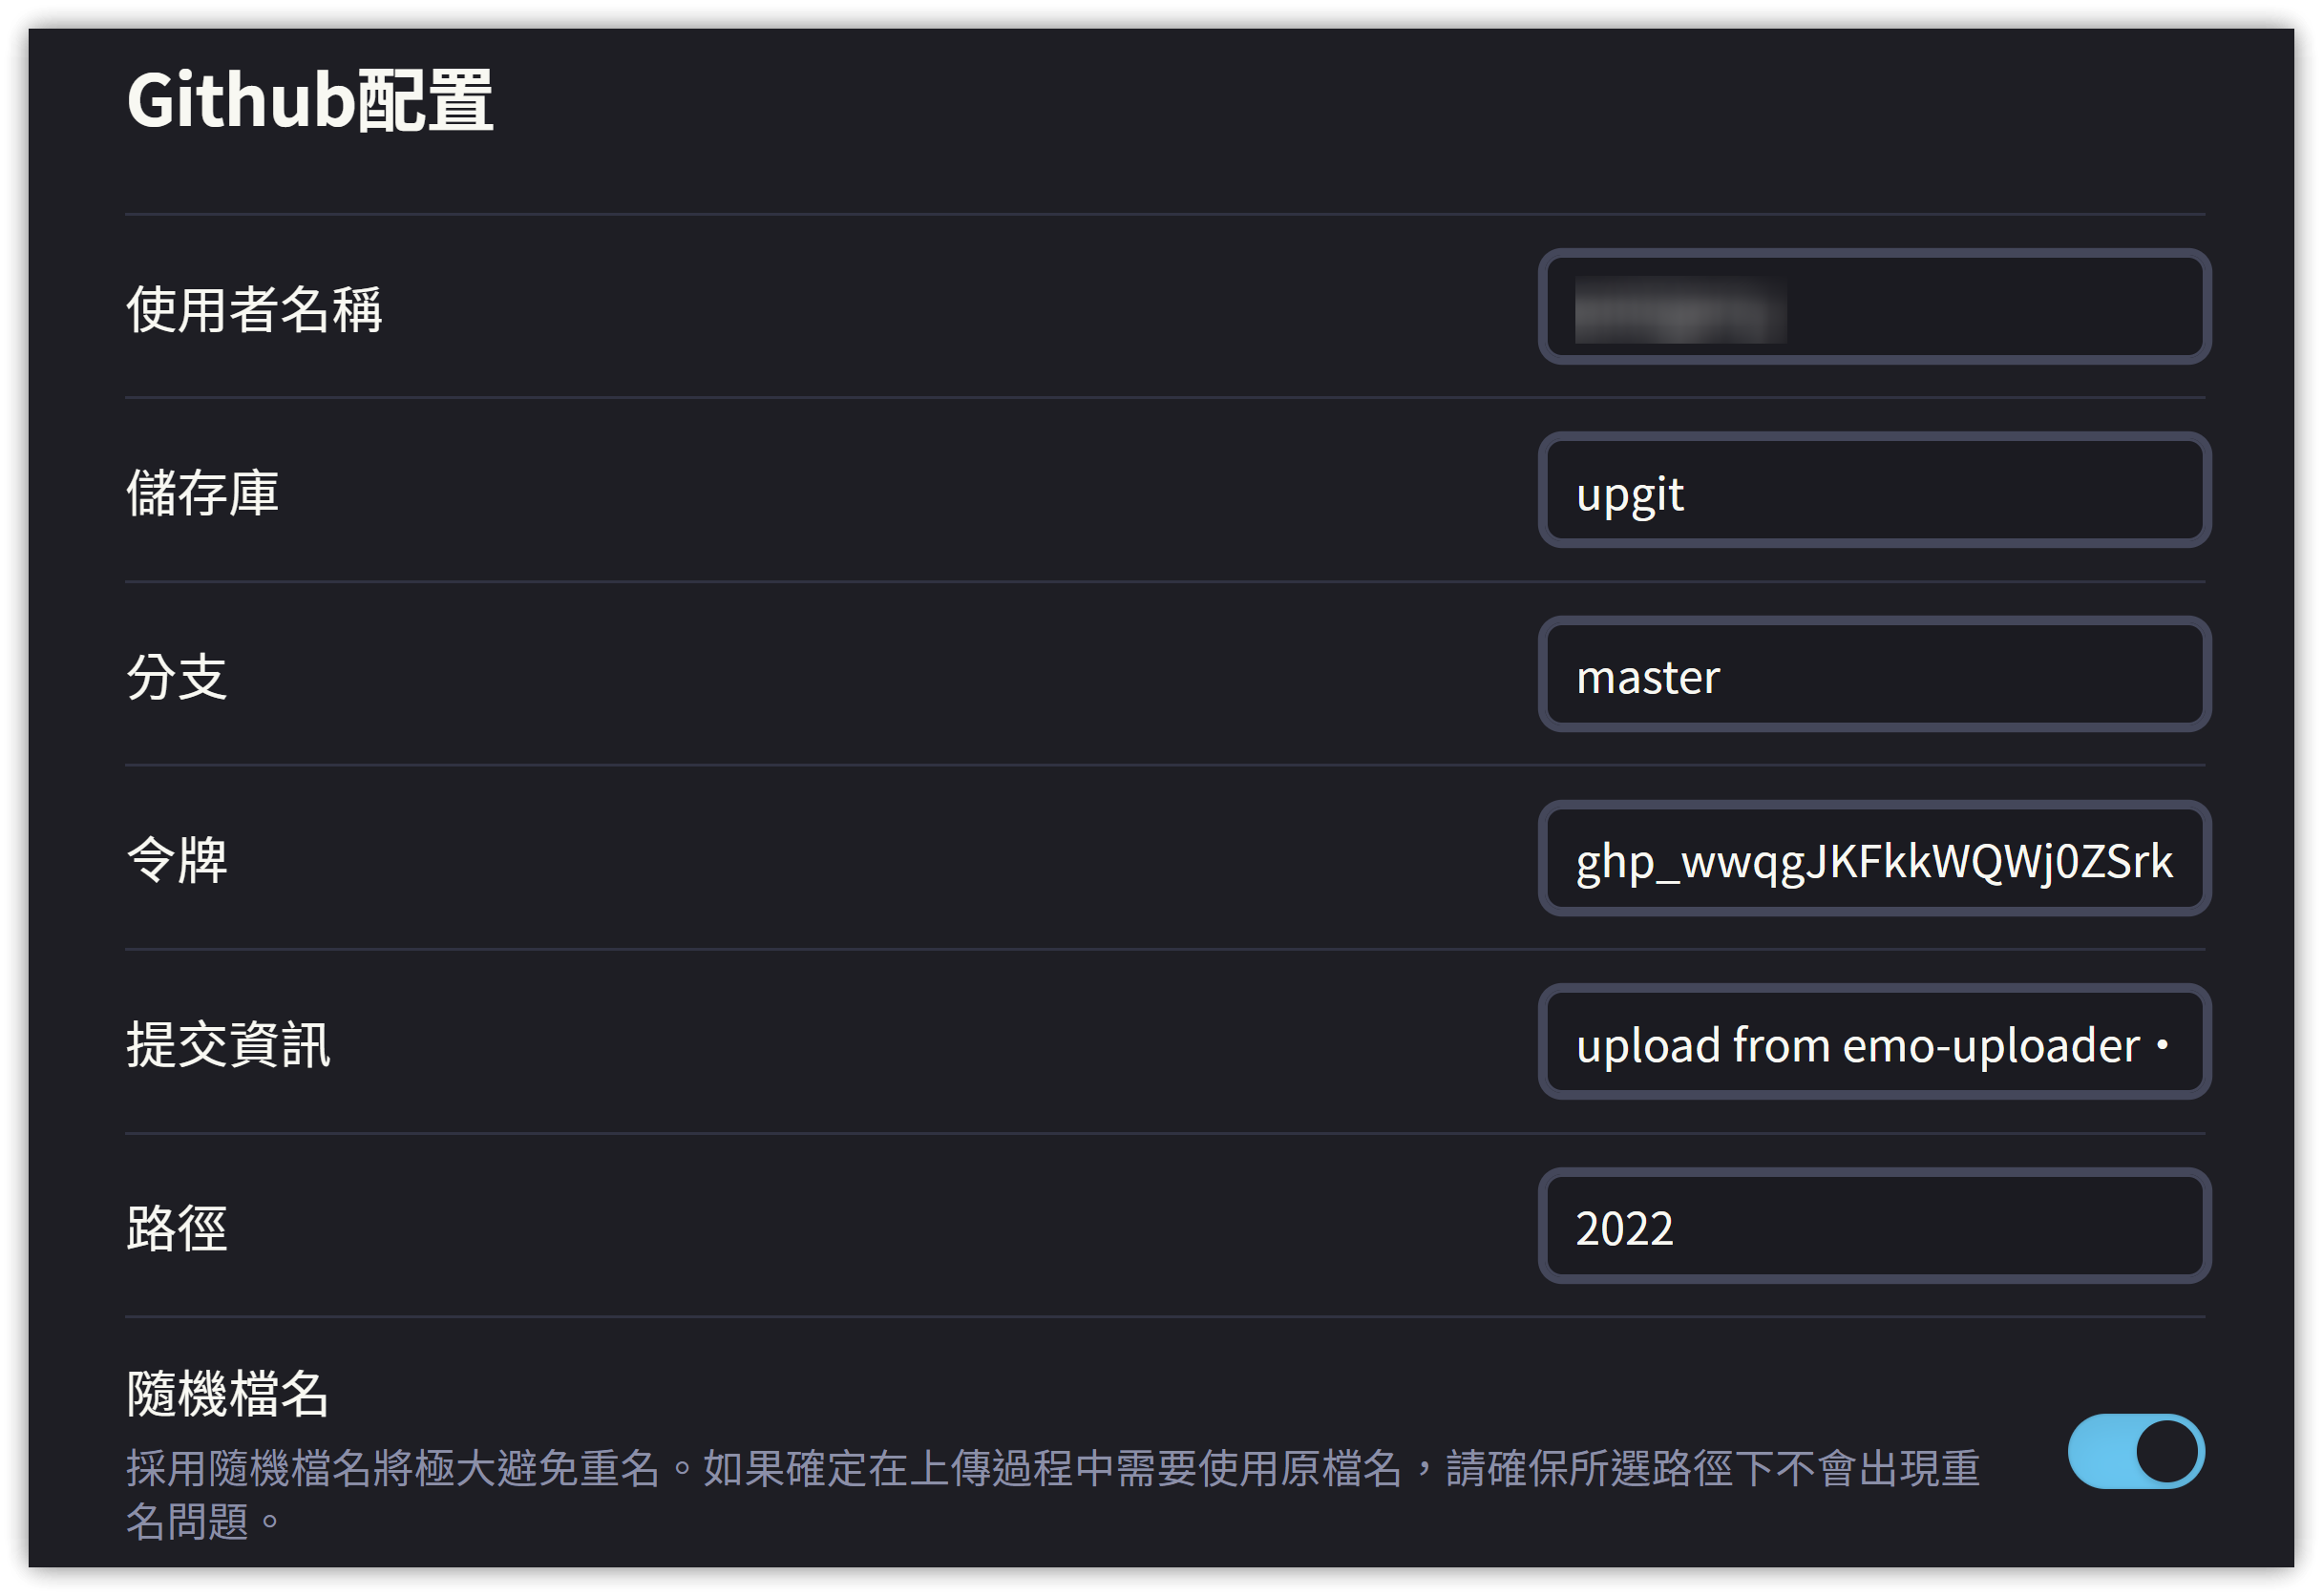 Github配置
使用者名稱
儲存庫
upgit
分支
master
令牌
ghp_wwqgJKFkkWQWj0ZSrk
提交資訊
upload from emo-uploader •
路徑
2022
隨機檔名
採用隨機檔名將極大避免重名。如果確定在上傳過程中需要使用原檔名，請確保所選路徑下不會出現重
名問題。